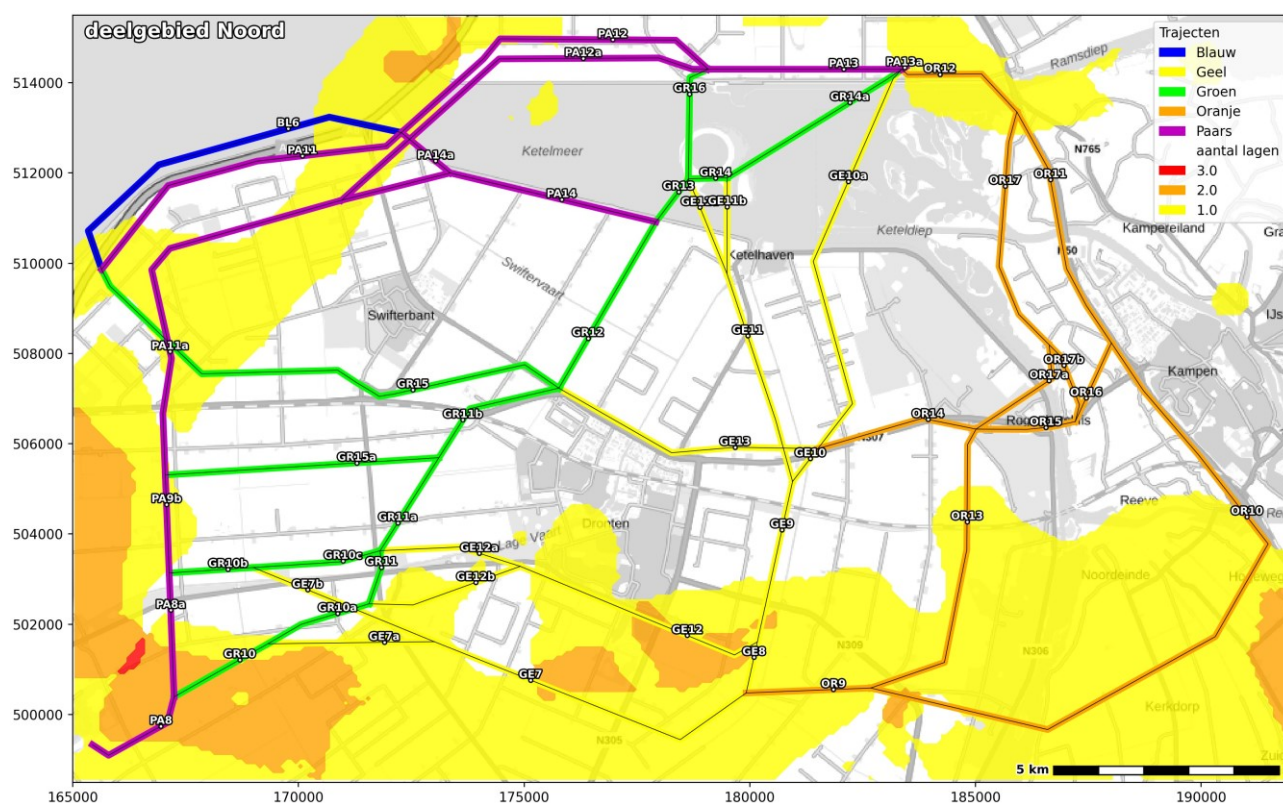 deelgebied Noord
Trajecten
Blauw
Geel
Groen
Oranje
Paars
aantal lagen
3.0
2.0
1.0
514000
512000
510000
508000
506000
504000
502000
500000
165000
170000
175000
180000
185000
190000
5 km
PA12
PA12a
PA13
PA13a
OR12
Ramsdiep
GR16
GR14a
BL6
PA11
PA14a
Ketelmeer
N765
GR14
GR13
GE11b
GE10a
OR17
OR11
PA14
Kampereiland
Keteldiep
Ketelhaven
Swiftervaart
Swifterbant
GR12
GE11
PA11a
OR17b
OR17a
Kampen
GR15
OR16
GR11b
OR14
OR15
GE13
GE10
GR15a
PA9b
Reeve
GR11a
GE9
OR13
OR10
Dronten
Lage Vaart
GR10c
GE12a
GR10b
GR11
GE7b
GE12b
Noordeinde
PA8a
GR10a
GE7a
GE12
GE8
N309
N306
GR10
GE7
OR9
Kerkdorp
PA8
N305